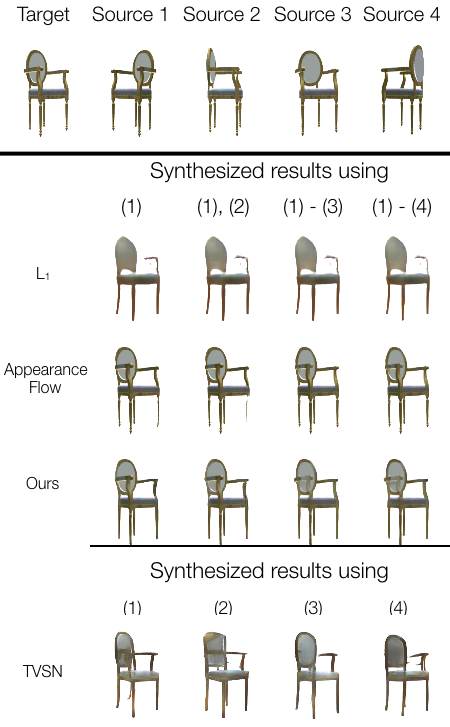 Target Source 1 Source 2 Source 3 Source 4
Synthesized results using
(1) (1), (2) (1) - (3) (1) - (4)
L₁
Appearance
Flow
Ours
Synthesized results using
(1) (2) (3) (4)
TVSN